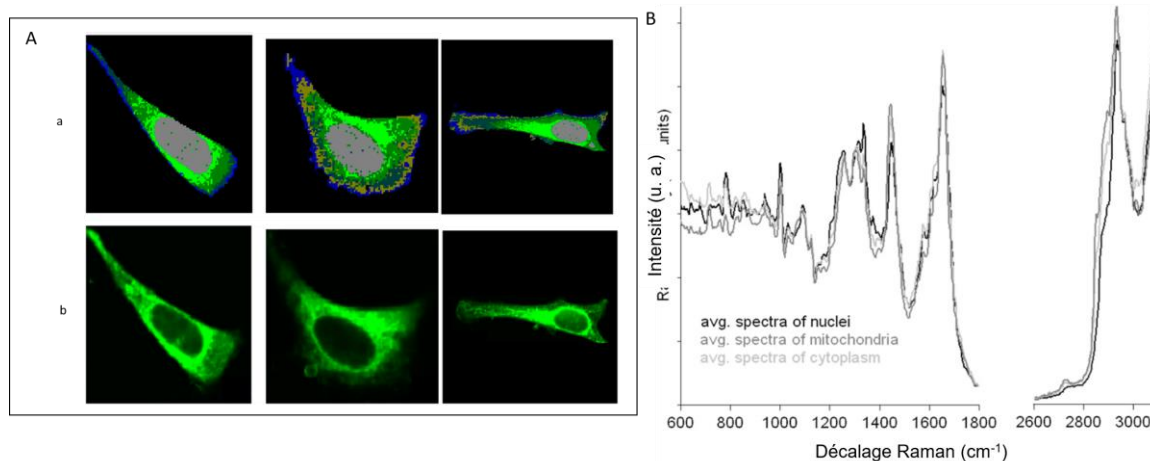 A
a
b
B
Intensité (u. a.)
units)
avg. spectra of nuclei
avg. spectra of mitochondria
avg. spectra of cytoplasm
600 800 1000 1200 1400 1600 1800 2600 2800 3000
Décalage Raman (cm⁻¹)